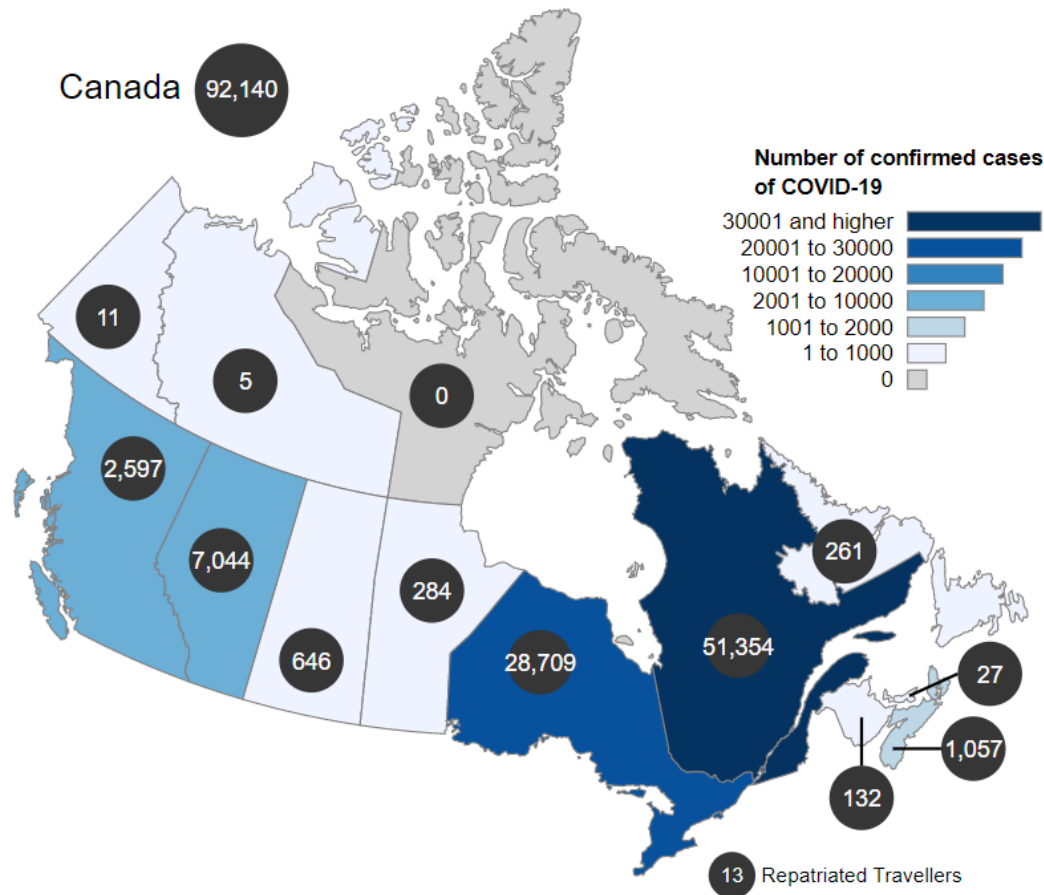 Canada 92,140
Number of confirmed cases
of COVID-19
30001 and higher
20001 to 30000
10001 to 20000
2001 to 10000
1001 to 2000
1 to 1000
0
11
5
0
2,597
7,044
646
284
28,709
51,354
261
27
1,057
132
13 Repatriated Travellers